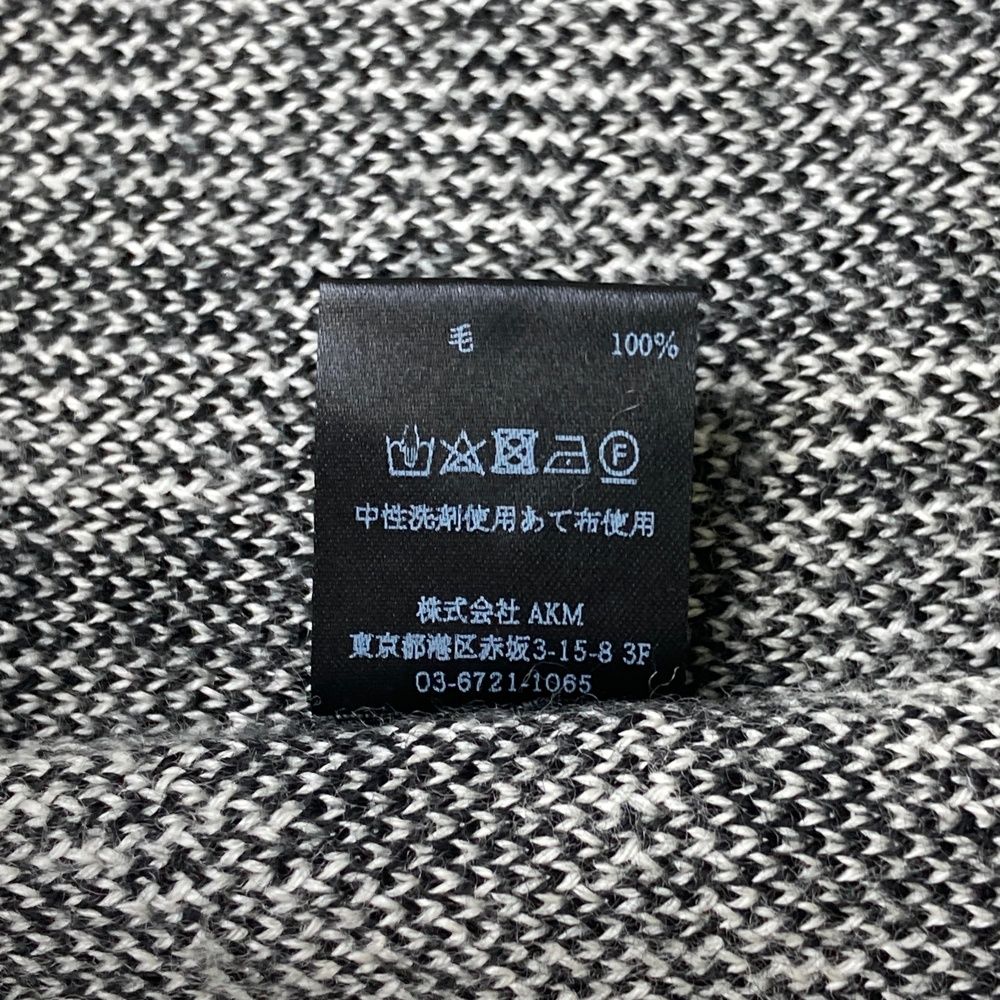 毛 100%
F
中性洗剤使用あて布使用
株式会社 AKM
東京都港区赤坂3-15-8 3F
03-6721-1065